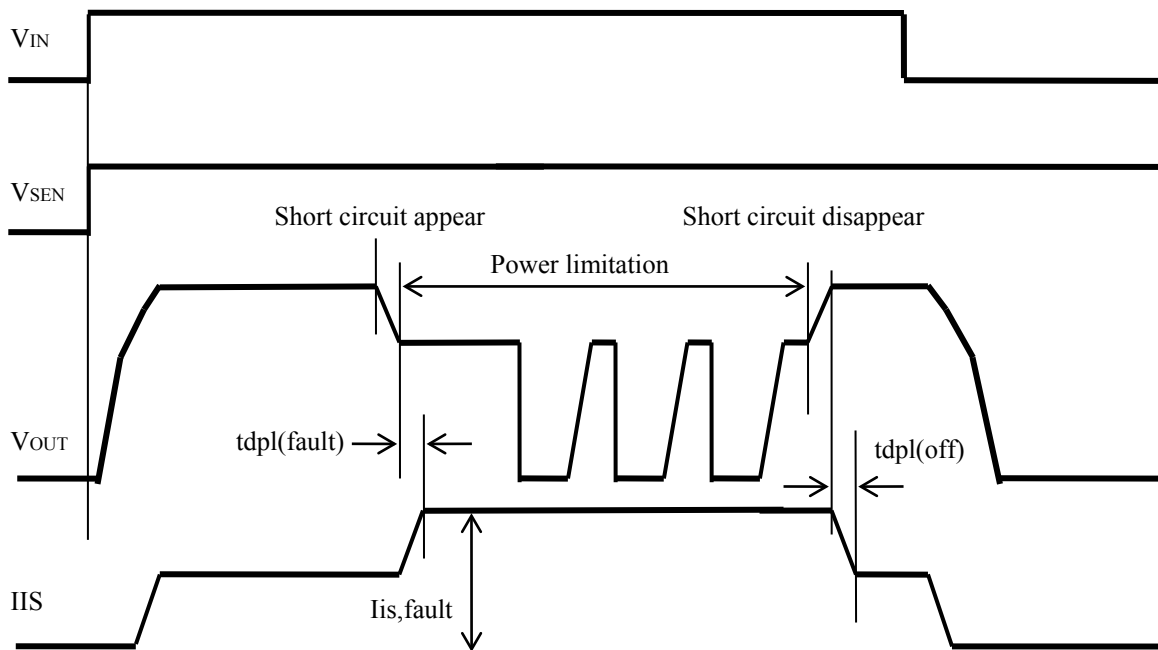 VIN
VSEN
Short circuit appear
Short circuit disappear
Power limitation
VOUT
tdpl(fault)
tdpl(off)
IIS
Iis,fault